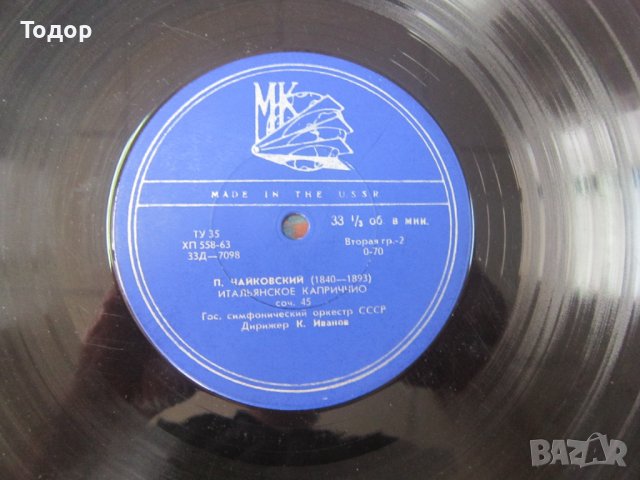 Тодор
МК
MADE IN THE U.S.S.R.
ТУ 35
ХП 558-63
33Д—7098
33 1/3 об. в мин.
Вторая гр.-2
0-70
П. ЧАЙКОВСКИЙ (1840—1893)
ИТАЛЬЯНСКОЕ КАПРИЧЧИО
соч. 45
Гос. симфонический оркестр СССР
Дирижер К. Иванов
BAZAR